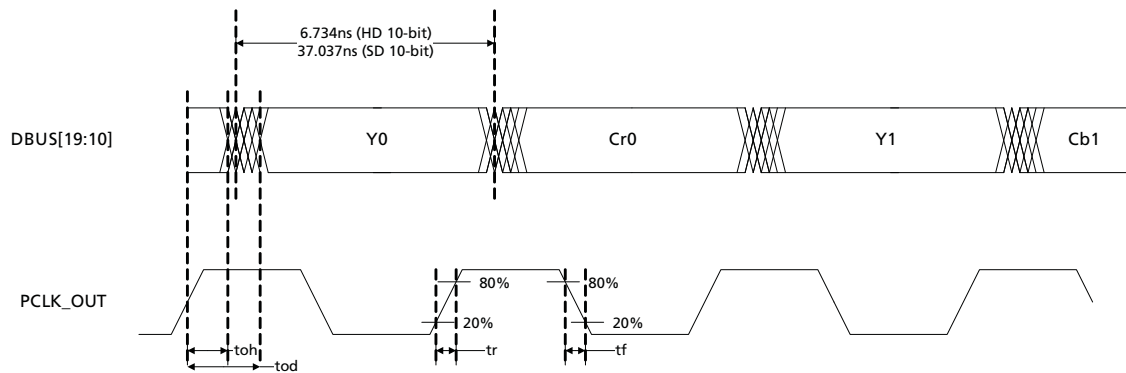 6.734ns (HD 10-bit)
37.037ns (SD 10-bit)
DBUS[19:10]
Y0
Cr0
Y1
Cb1
PCLK_OUT
80%
80%
20%
20%
toh
tr
tf
tod